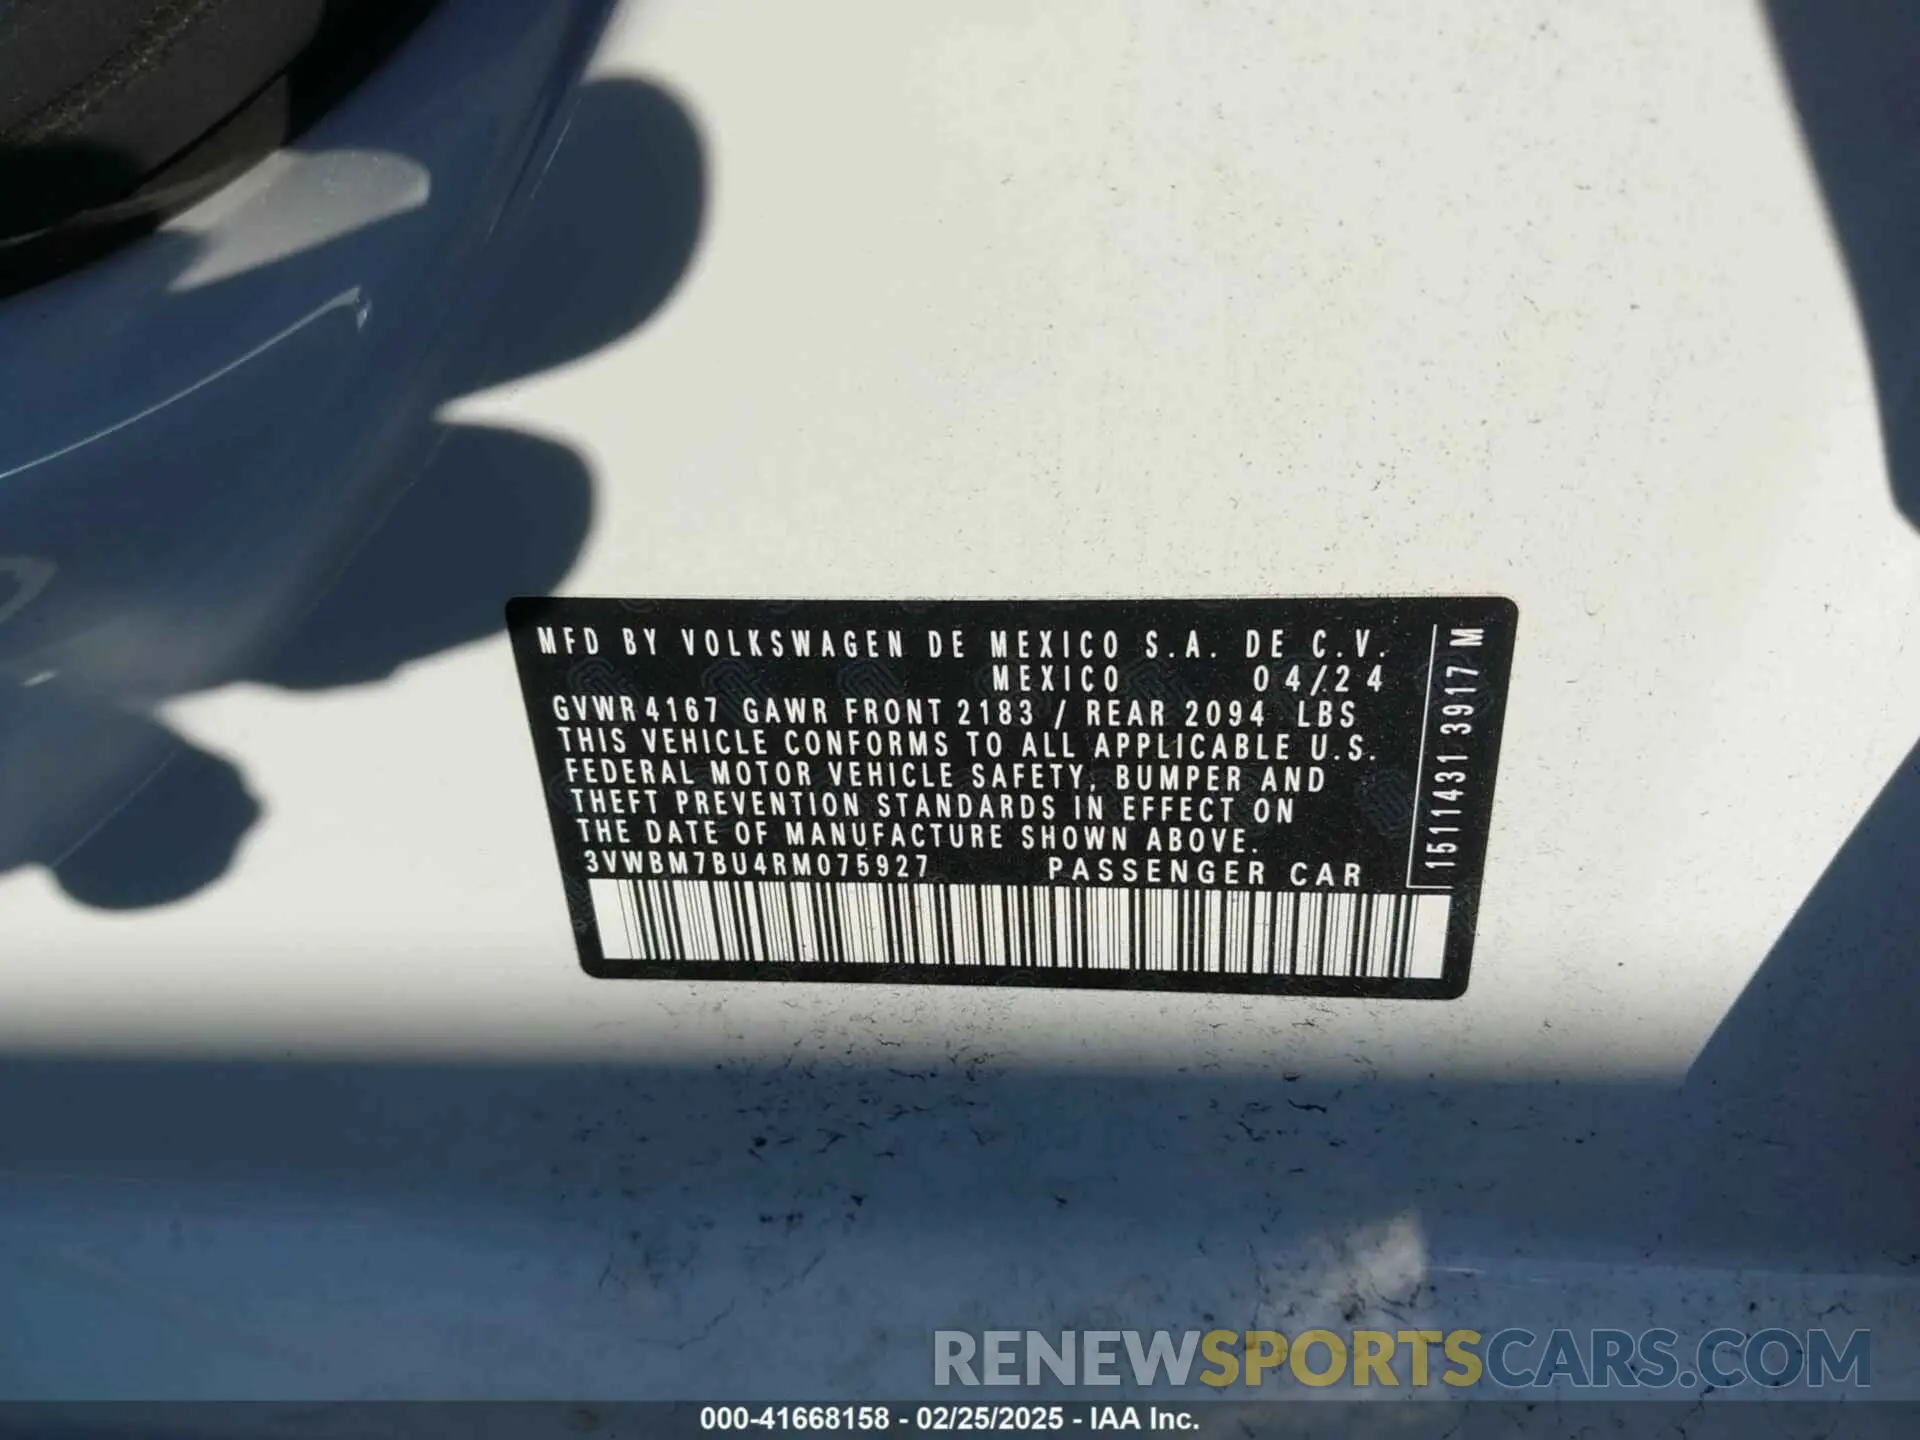 MFD BY VOLKSWAGEN DE MEXICO S.A. DE C.V.
MEXICO 04/24
GVWR 4167 GAWR FRONT 2183 / REAR 2094 LBS
THIS VEHICLE CONFORMS TO ALL APPLICABLE U.S.
FEDERAL MOTOR VEHICLE SAFETY, BUMPER AND
THEFT PREVENTION STANDARDS IN EFFECT ON
THE DATE OF MANUFACTURE SHOWN ABOVE.
3VWBM7BU4RM075927 PASSENGER CAR
1511431 3917 M
RENEWSPORTSCARS.COM
000-41668158 - 02/25/2025 - IAA Inc.